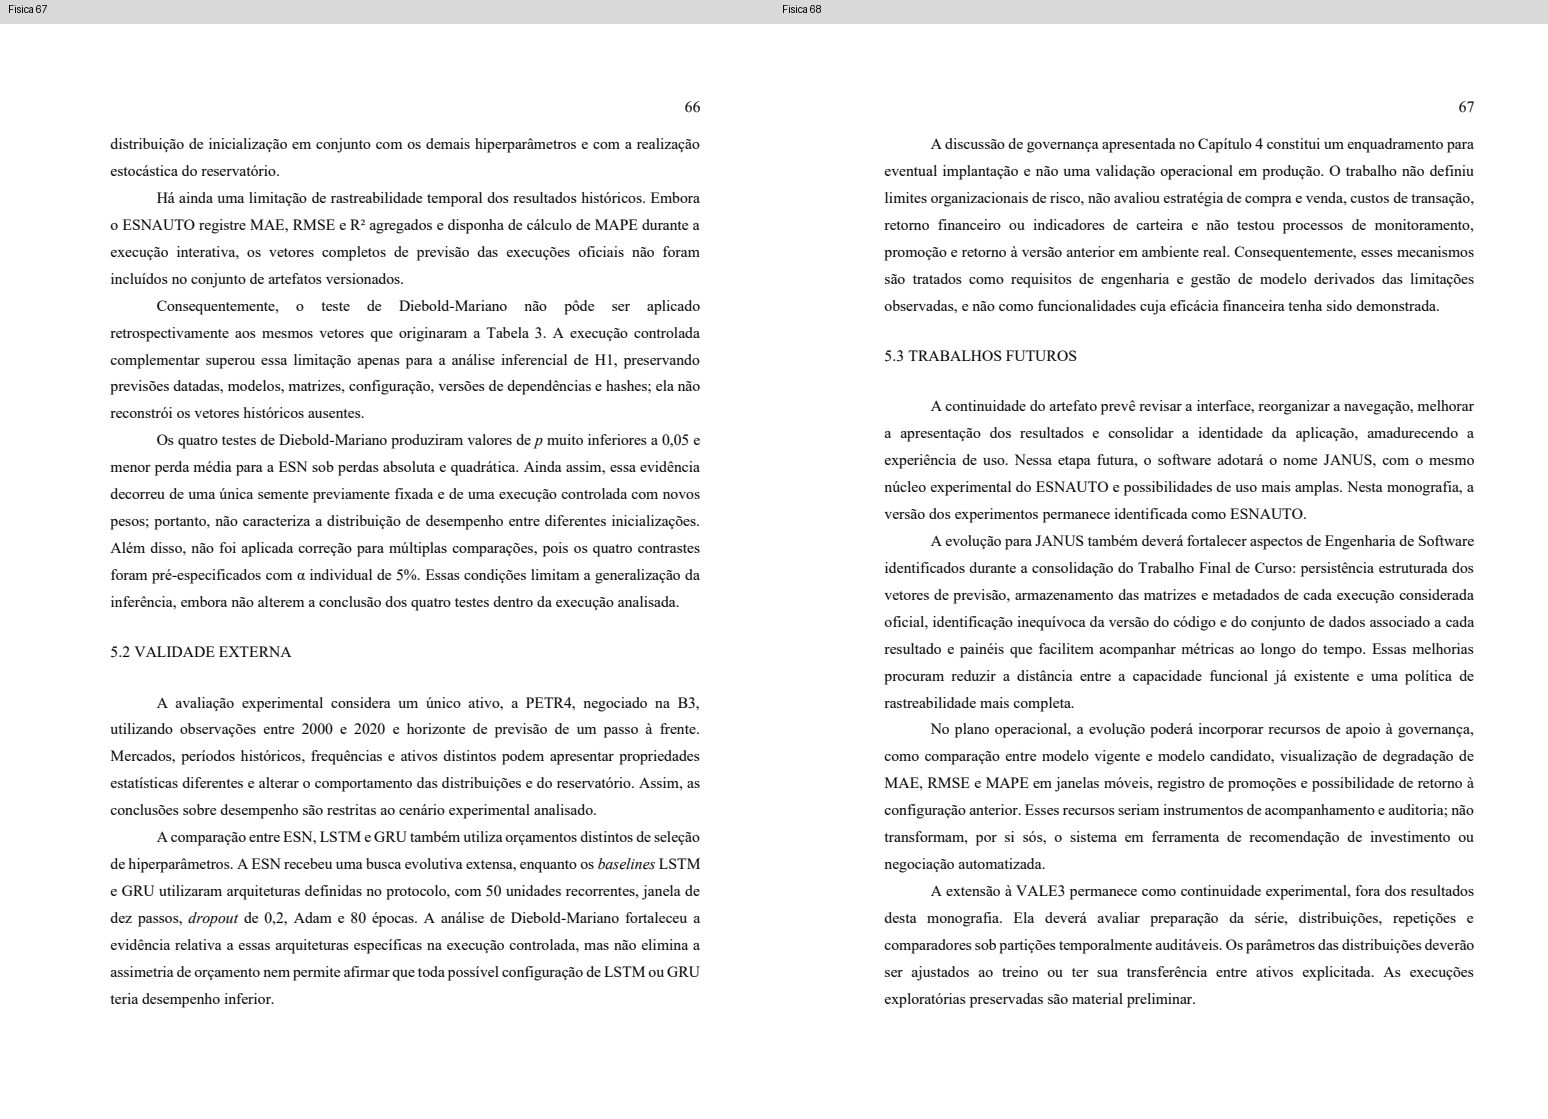 Fisica 67
66
distribuição de inicialização em conjunto com os demais hiperparâmetros e com a realização
estocástica do reservatório.
Há ainda uma limitação de rastreabilidade temporal dos resultados históricos. Embora
o ESNAUTO registre MAE, RMSE e R² agregados e disponha de cálculo de MAPE durante a
execução interativa, os vetores completos de previsão das execuções oficiais não foram
incluídos no conjunto de artefatos versionados.
Consequentemente, o teste de Diebold-Mariano não pôde ser aplicado
retrospectivamente aos mesmos vetores que originaram a Tabela 3. A execução controlada
complementar superou essa limitação apenas para a análise inferencial de H1, preservando
previsões datadas, modelos, matrizes, configuração, versões de dependências e hashes; ela não
reconstrói os vetores históricos ausentes.
Os quatro testes de Diebold-Mariano produziram valores de p muito inferiores a 0,05 e
menor perda média para a ESN sob perdas absoluta e quadrática. Ainda assim, essa evidência
decorreu de uma única semente previamente fixada e de uma execução controlada com novos
pesos; portanto, não caracteriza a distribuição de desempenho entre diferentes inicializações.
Além disso, não foi aplicada correção para múltiplas comparações, pois os quatro contrastes
foram pré-especificados com α individual de 5%. Essas condições limitam a generalização da
inferência, embora não alterem a conclusão dos quatro testes dentro da execução analisada.
5.2 VALIDADE EXTERNA
A avaliação experimental considera um único ativo, a PETR4, negociado na B3,
utilizando observações entre 2000 e 2020 e horizonte de previsão de um passo à frente.
Mercados, períodos históricos, frequências e ativos distintos podem apresentar propriedades
estatísticas diferentes e alterar o comportamento das distribuições e do reservatório. Assim, as
conclusões sobre desempenho são restritas ao cenário experimental analisado.
A comparação entre ESN, LSTM e GRU também utiliza orçamentos distintos de seleção
de hiperparâmetros. A ESN recebeu uma busca evolutiva extensa, enquanto os baselines LSTM
e GRU utilizaram arquiteturas definidas no protocolo, com 50 unidades recorrentes, janela de
dez passos, dropout de 0,2, Adam e 80 épocas. A análise de Diebold-Mariano fortaleceu a
evidência relativa a essas arquiteturas específicas na execução controlada, mas não elimina a
assimetria de orçamento nem permite afirmar que toda possível configuração de LSTM ou GRU
teria desempenho inferior.
Fisica 68
67
A discussão de governança apresentada no Capítulo 4 constitui um enquadramento para
eventual implantação e não uma validação operacional em produção. O trabalho não definiu
limites organizacionais de risco, não avaliou estratégia de compra e venda, custos de transação,
retorno financeiro ou indicadores de carteira e não testou processos de monitoramento,
promoção e retorno à versão anterior em ambiente real. Consequentemente, esses mecanismos
são tratados como requisitos de engenharia e gestão de modelo derivados das limitações
observadas, e não como funcionalidades cuja eficácia financeira tenha sido demonstrada.
5.3 TRABALHOS FUTUROS
A continuidade do artefato prevê revisar a interface, reorganizar a navegação, melhorar
a apresentação dos resultados e consolidar a identidade da aplicação, amadurecendo a
experiência de uso. Nessa etapa futura, o software adotará o nome JANUS, com o mesmo
núcleo experimental do ESNAUTO e possibilidades de uso mais amplas. Nesta monografia, a
versão dos experimentos permanece identificada como ESNAUTO.
A evolução para JANUS também deverá fortalecer aspectos de Engenharia de Software
identificados durante a consolidação do Trabalho Final de Curso: persistência estruturada dos
vetores de previsão, armazenamento das matrizes e metadados de cada execução considerada
oficial, identificação inequívoca da versão do código e do conjunto de dados associado a cada
resultado e painéis que facilitem acompanhar métricas ao longo do tempo. Essas melhorias
procuram reduzir a distância entre a capacidade funcional já existente e uma política de
rastreabilidade mais completa.
No plano operacional, a evolução poderá incorporar recursos de apoio à governança,
como comparação entre modelo vigente e modelo candidato, visualização de degradação de
MAE, RMSE e MAPE em janelas móveis, registro de promoções e possibilidade de retorno à
configuração anterior. Esses recursos seriam instrumentos de acompanhamento e auditoria; não
transformam, por si sós, o sistema em ferramenta de recomendação de investimento ou
negociação automatizada.
A extensão à VALE3 permanece como continuidade experimental, fora dos resultados
desta monografia. Ela deverá avaliar preparação da série, distribuições, repetições e
comparadores sob partições temporalmente auditáveis. Os parâmetros das distribuições deverão
ser ajustados ao treino ou ter sua transferência entre ativos explicitada. As execuções
exploratórias preservadas são material preliminar.